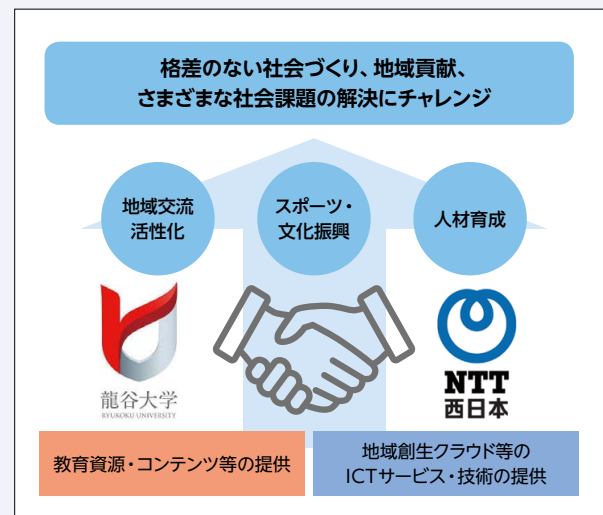 格差のない社会づくり、地域貢献、
さまざまな社会課題の解決にチャレンジ
地域交流
活性化
スポーツ・
文化振興
人材育成
龍谷大学
RYUKOKU UNIVERSITY
NTT
西日本
教育資源・コンテンツ等の提供
地域創生クラウド等の
ICTサービス・技術の提供